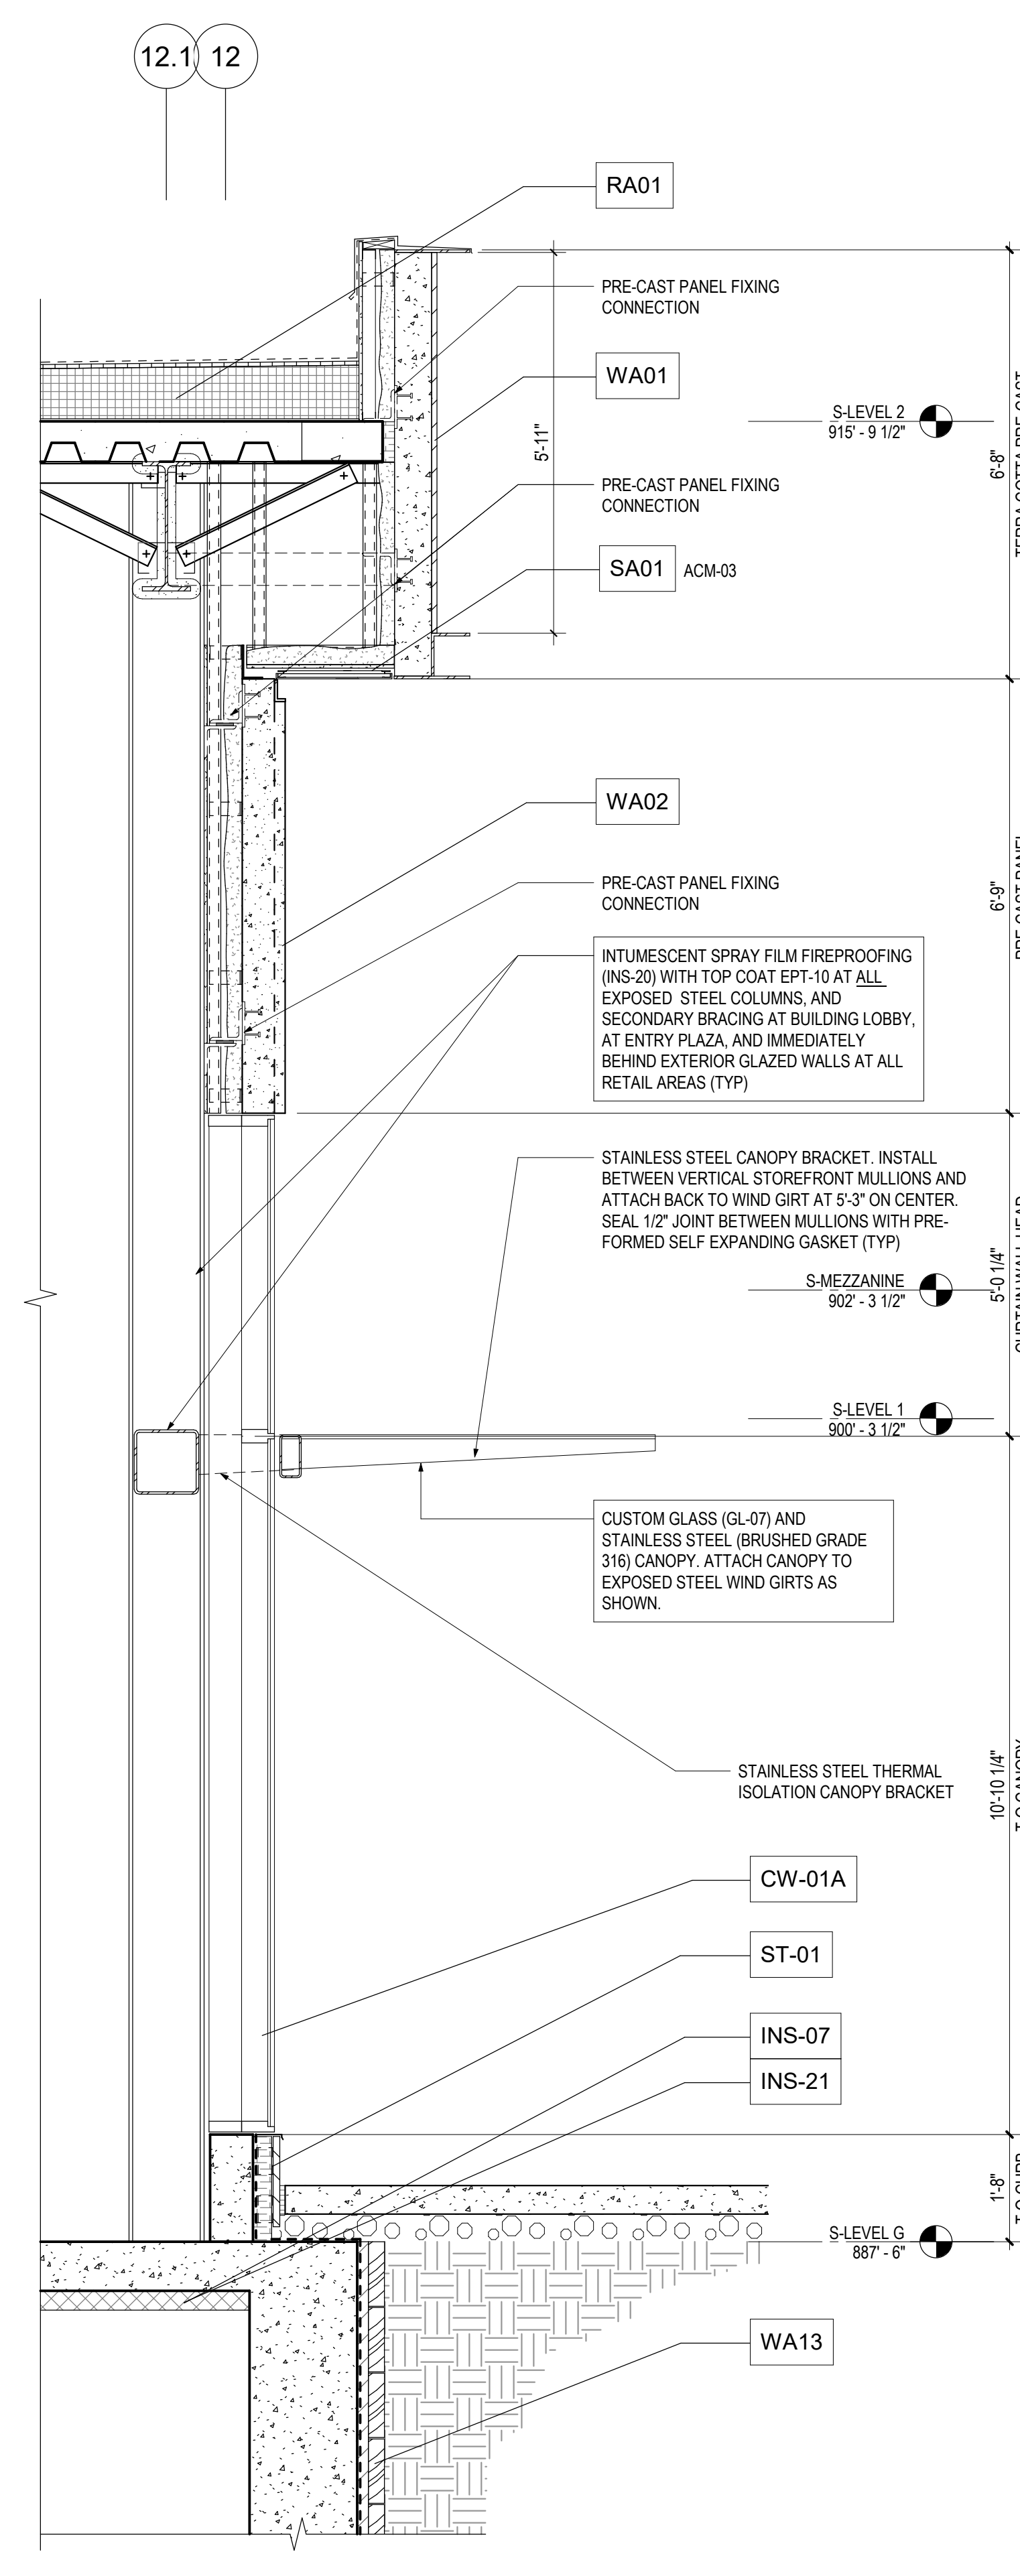 12.1 12
RA01
PRE-CAST PANEL FIXING
CONNECTION
WA01
S-LEVEL 2
915' - 9 1/2"
5'-11"
6'-8"
PRE-CAST PANEL FIXING
CONNECTION
SA01 ACM-03
WA02
PRE-CAST PANEL FIXING
CONNECTION
6'-9"
INTUMESCENT SPRAY FILM FIREPROOFING
(INS-20) WITH TOP COAT EPT-10 AT ALL
EXPOSED STEEL COLUMNS, AND
SECONDARY BRACING AT BUILDING LOBBY,
AT ENTRY PLAZA, AND IMMEDIATELY
BEHIND EXTERIOR GLAZED WALLS AT ALL
RETAIL AREAS (TYP)
STAINLESS STEEL CANOPY BRACKET. INSTALL
BETWEEN VERTICAL STOREFRONT MULLIONS AND
ATTACH BACK TO WIND GIRT AT 5'-3" ON CENTER.
SEAL 1/2" JOINT BETWEEN MULLIONS WITH PRE-
FORMED SELF EXPANDING GASKET (TYP)
5'-0 1/4"
S-MEZZANINE
902' - 3 1/2"
S-LEVEL 1
900' - 3 1/2"
CUSTOM GLASS (GL-07) AND
STAINLESS STEEL (BRUSHED GRADE
316) CANOPY. ATTACH CANOPY TO
EXPOSED STEEL WIND GIRTS AS
SHOWN.
STAINLESS STEEL THERMAL
ISOLATION CANOPY BRACKET
10'-10 1/4"
CW-01A
ST-01
INS-07
INS-21
1'-8"
S-LEVEL G
887' - 6"
WA13